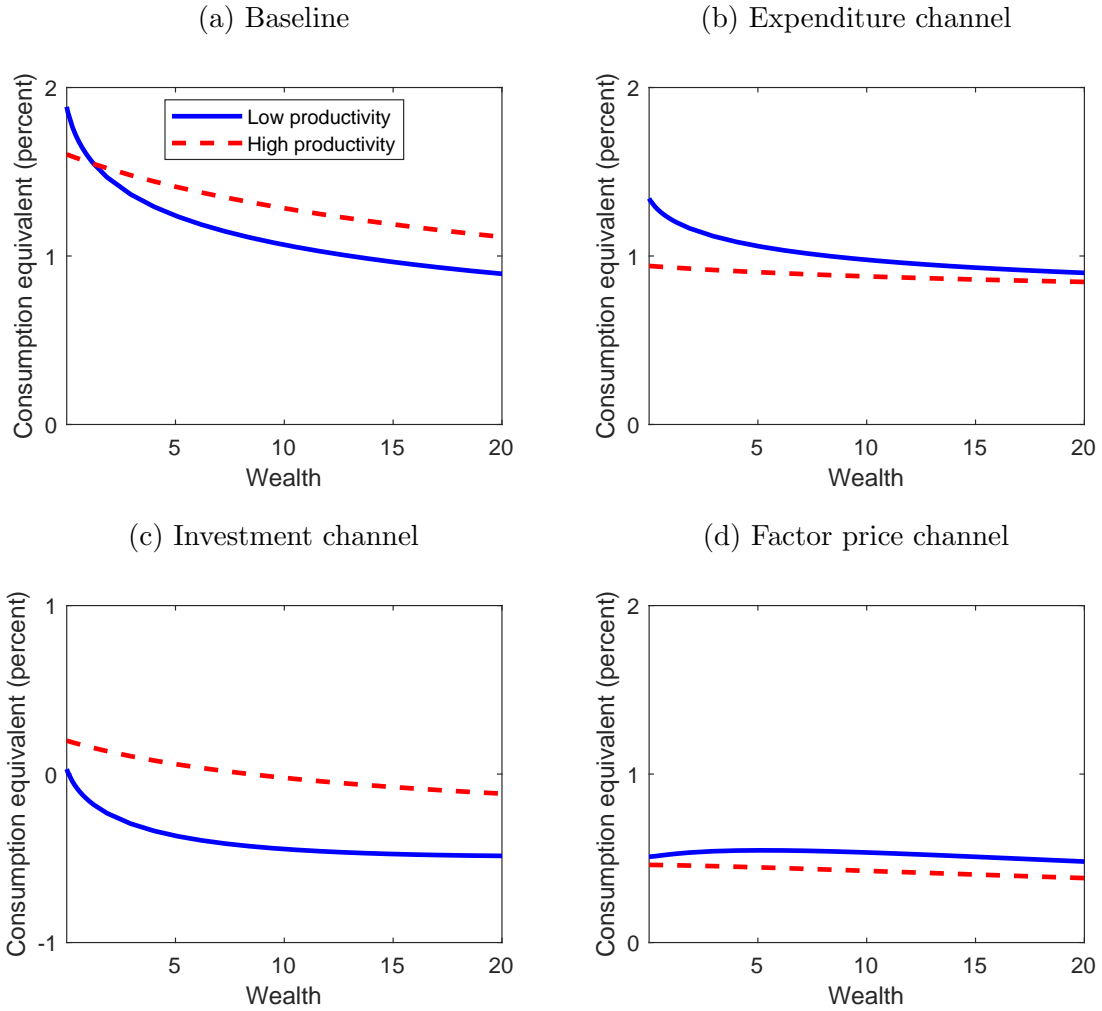 (a) Baseline
Consumption equivalent (percent)
2
1
0
Low productivity
High productivity
5 10 15 20
Wealth
(b) Expenditure channel
Consumption equivalent (percent)
2
1
0
5 10 15 20
Wealth
(c) Investment channel
Consumption equivalent (percent)
1
0
-1
5 10 15 20
Wealth
(d) Factor price channel
Consumption equivalent (percent)
2
1
0
5 10 15 20
Wealth